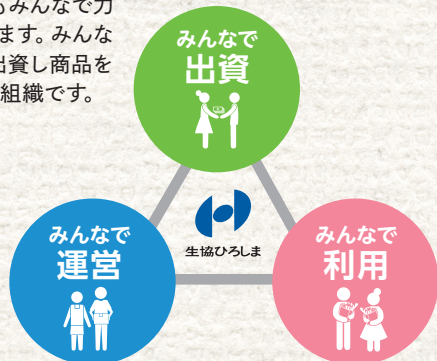 もみんなで力
ます。みんな
出資し商品を
組織です。
みんなで
出資
生協ひろしま
みんなで
運営
みんなで
利用